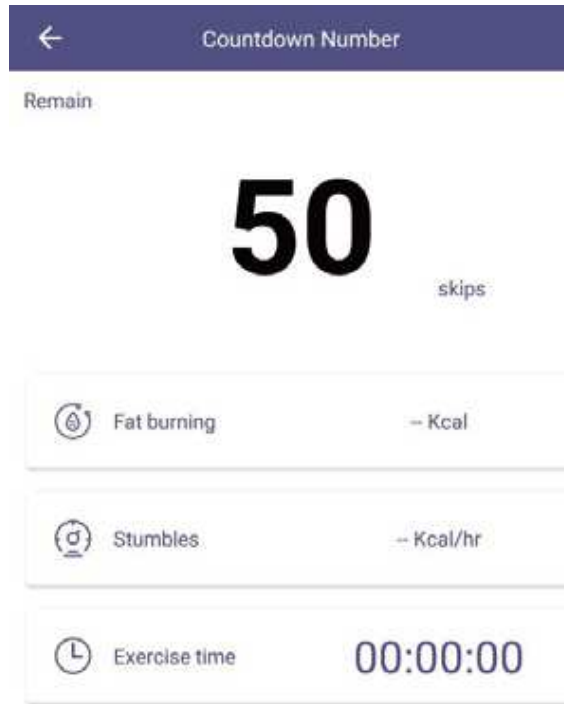 Countdown Number
Remain
50
skips
Fat burning -- Kcal
Stumbles -- Kcal/hr
Exercise time 00:00:00